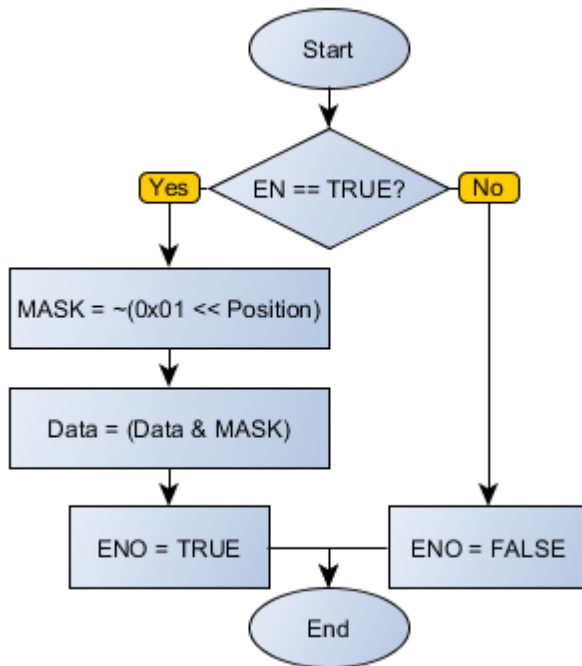 Start
EN == TRUE?
Yes
No
MASK = ~(0x01 << Position)
Data = (Data & MASK)
ENO = TRUE
ENO = FALSE
End